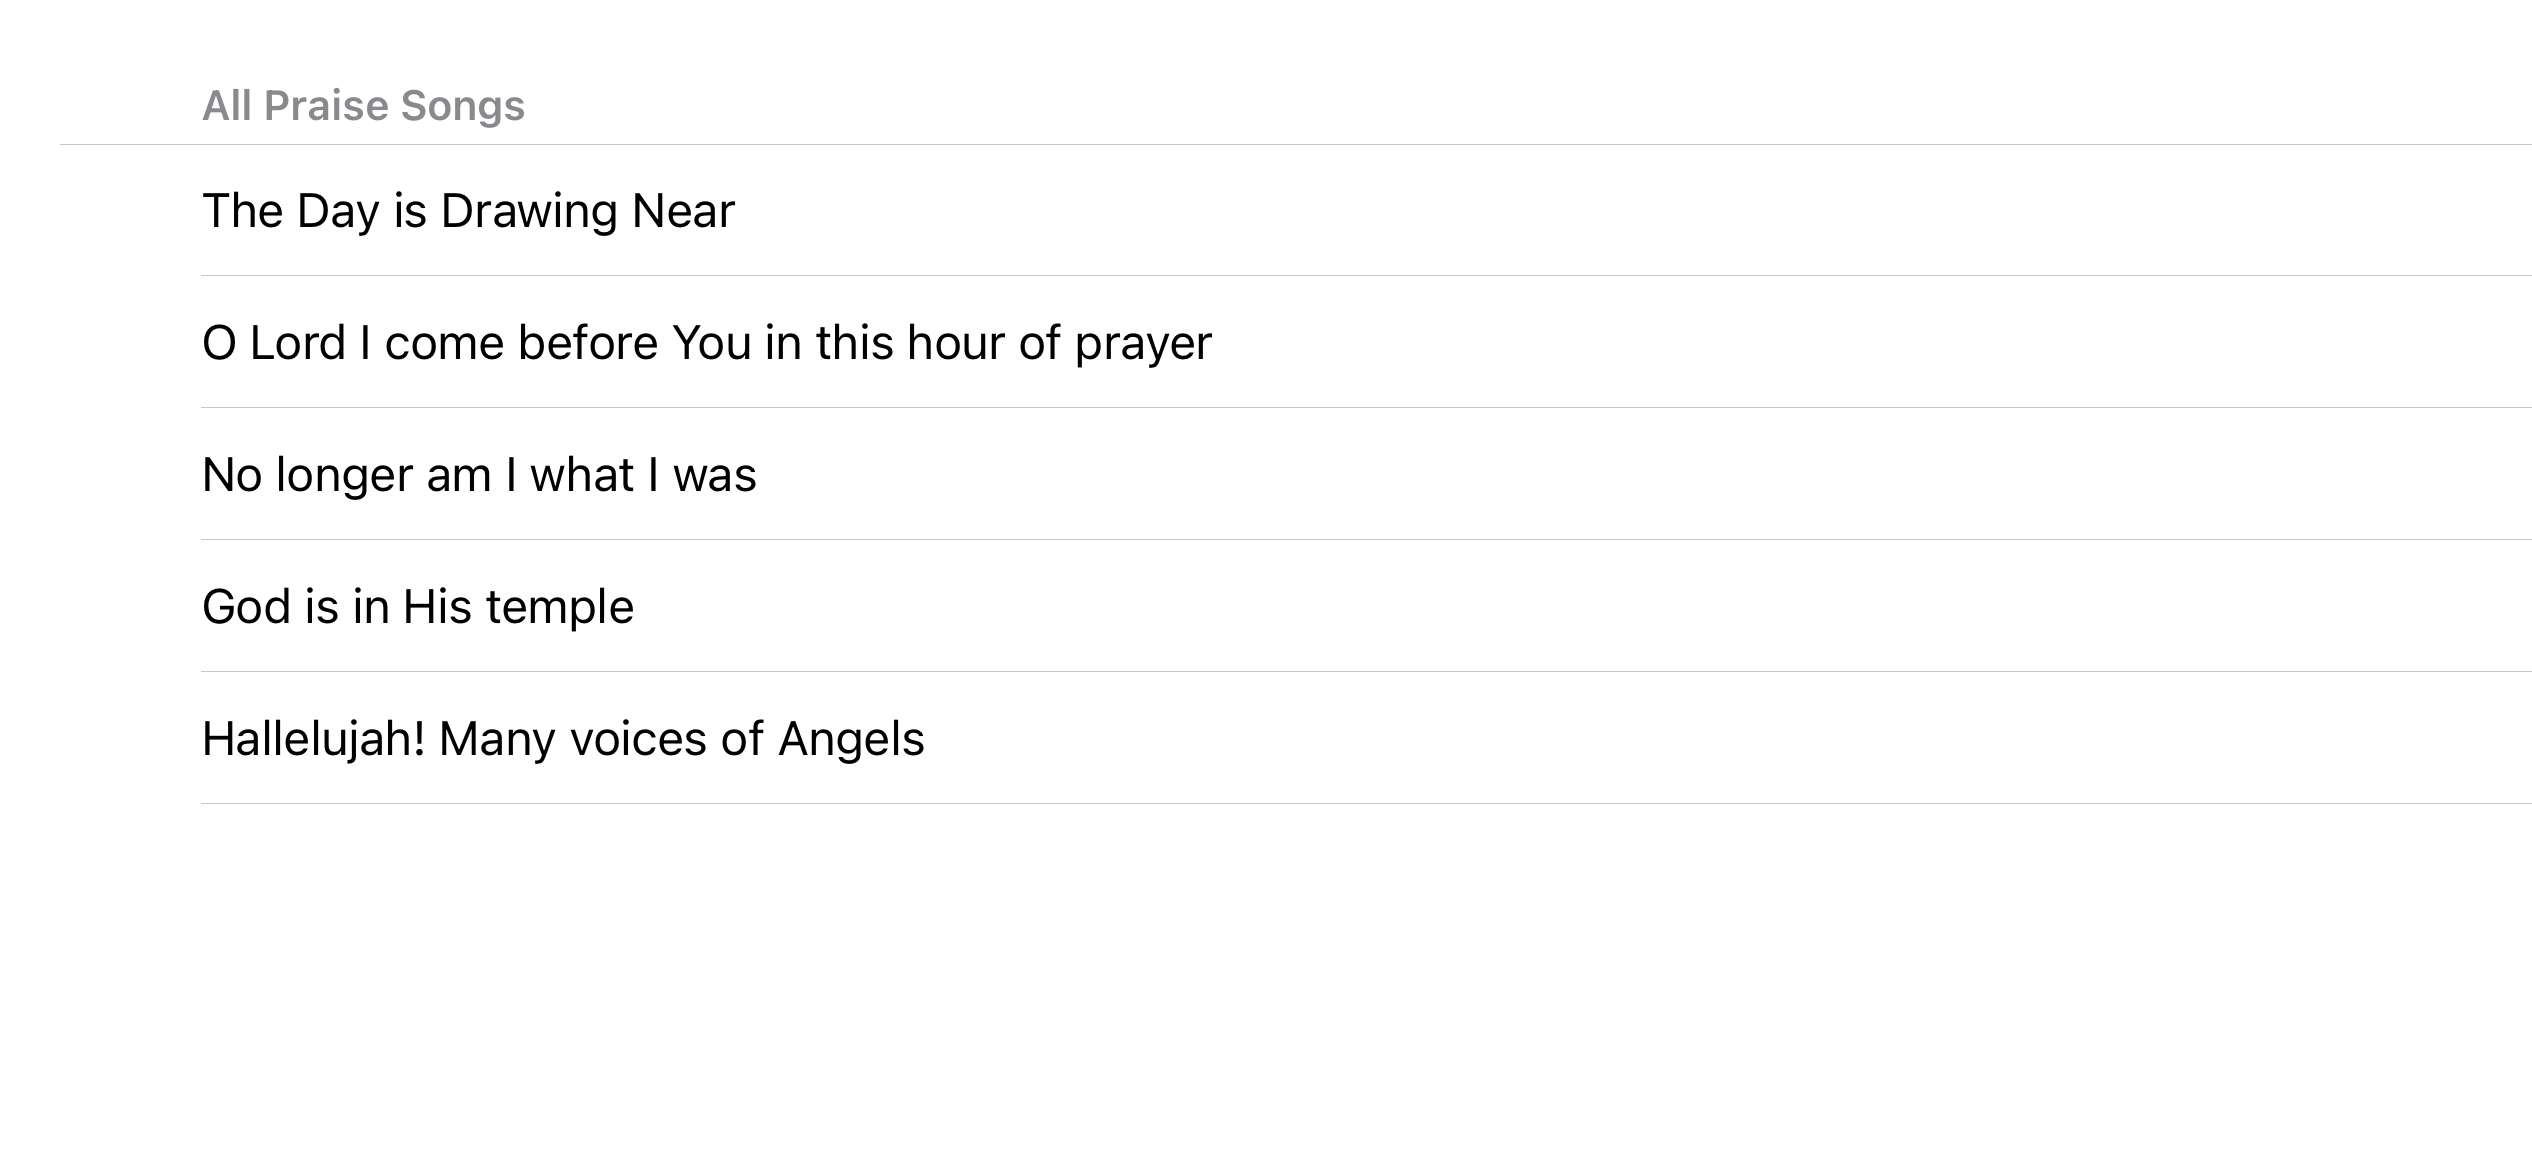 All Praise Songs
The Day is Drawing Near
O Lord I come before You in this hour of prayer
No longer am I what I was
God is in His temple
Hallelujah! Many voices of Angels